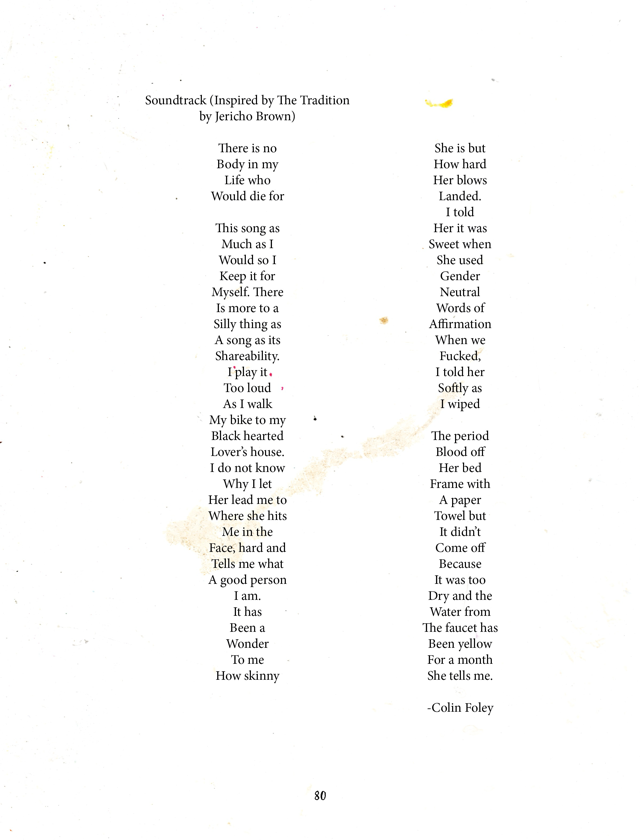 Soundtrack (Inspired by The Tradition
by Jericho Brown)
There is no
Body in my
Life who
Would die for
This song as
Much as I
Would so I
Keep it for
Myself. There
Is more to a
Silly thing as
A song as its
Shareability.
I play it
Too loud
As I walk
My bike to my
Black hearted
Lover's house.
I do not know
Why I let
Her lead me to
Where she hits
Me in the
Face, hard and
Tells me what
A good person
I am.
It has
Been a
Wonder
To me
How skinny
She is but
How hard
Her blows
Landed.
I told
Her it was
Sweet when
She used
Gender
Neutral
Words of
Affirmation
When we
Fucked,
I told her
Softly as
I wiped
The period
Blood off
Her bed
Frame with
A paper
Towel but
It didn't
Come off
Because
It was too
Dry and the
Water from
The faucet has
Been yellow
For a month
She tells me.
-Colin Foley
80